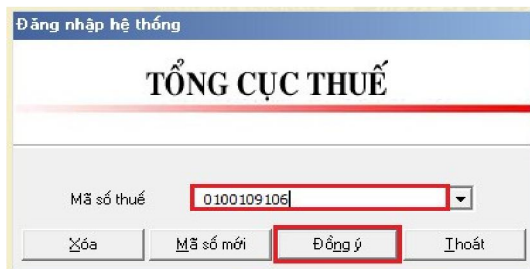 Đăng nhập hệ thống
TỔNG CỤC THUẾ
Mã số thuế 0100109106
Xóa Mã số mới Đồng ý Thoát